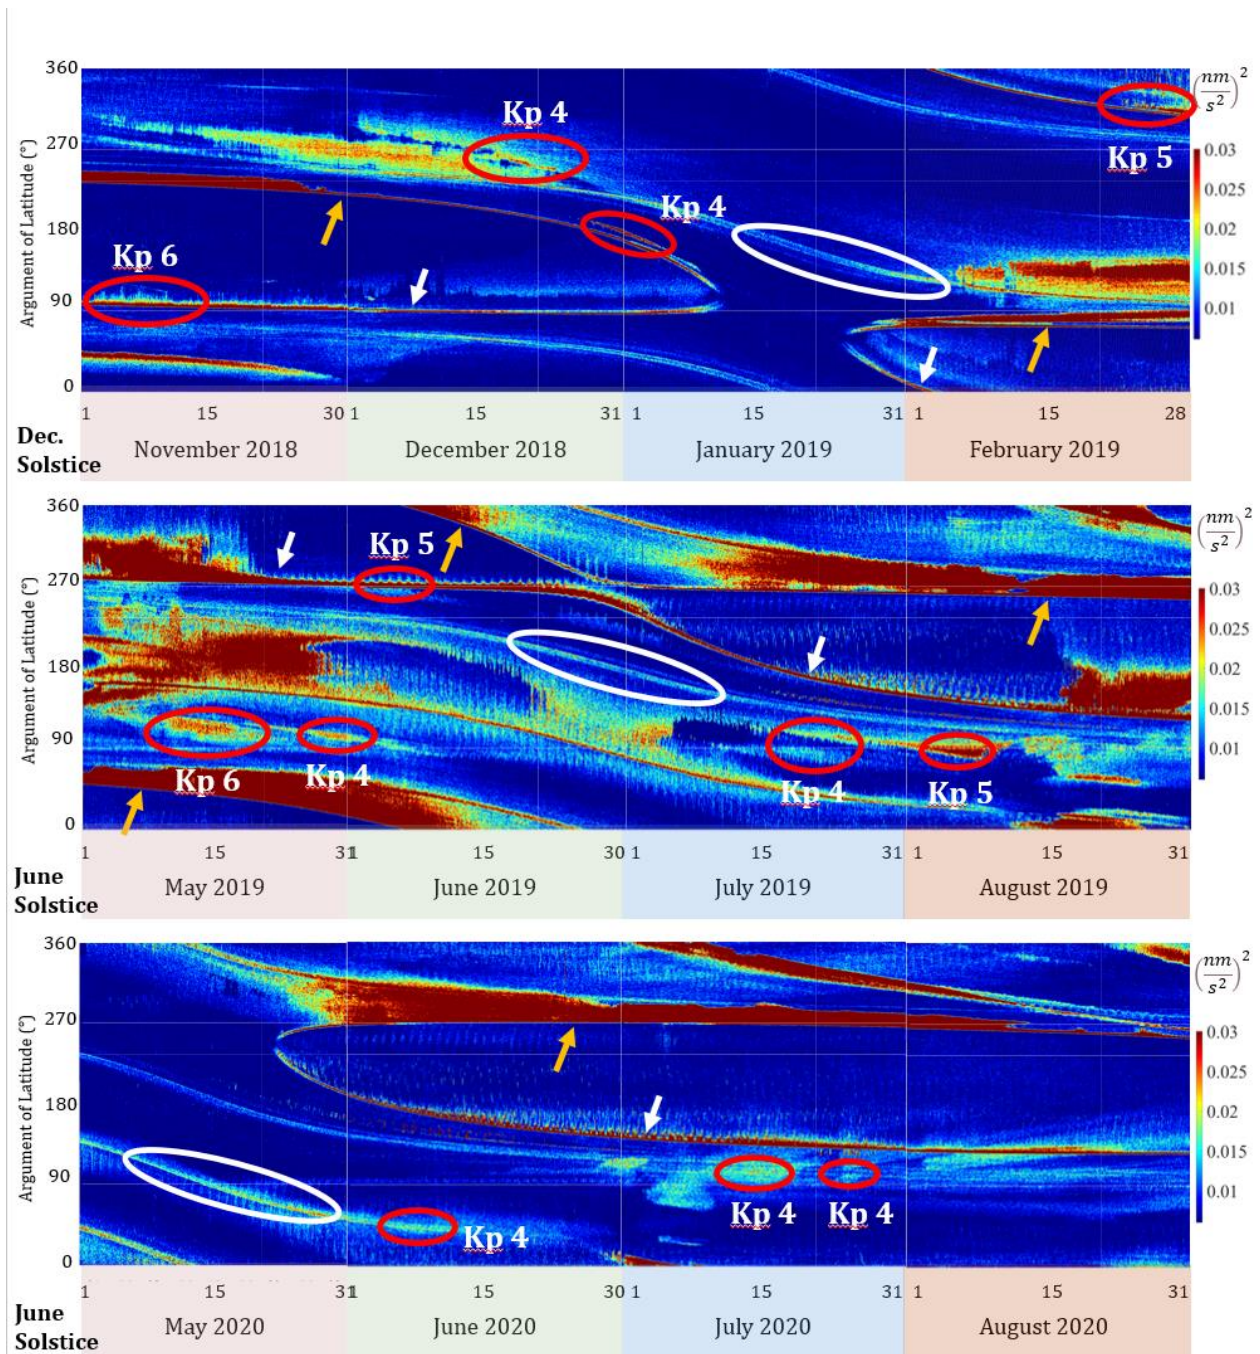 360
270
180
90
0
Argument of Latitude (°)
Kp 6
Kp 4
Kp 4
Kp 5
(nm/s²)²
0.03
0.025
0.02
0.015
0.01
1 15 30 1 15 31 1 15 31 1 15 28
Dec.
Solstice
November 2018 December 2018 January 2019 February 2019
360
270
180
90
0
Argument of Latitude (°)
Kp 5
Kp 6
Kp 4
Kp 4
Kp 5
(nm/s²)²
0.03
0.025
0.02
0.015
0.01
1 15 31 1 15 30 1 15 31 1 15 31
June
Solstice
May 2019 June 2019 July 2019 August 2019
360
270
180
90
0
Argument of Latitude (°)
Kp 4
Kp 4
Kp 4
(nm/s²)²
0.03
0.025
0.02
0.015
0.01
1 15 31 1 15 30 1 15 31 1 15 31
June
Solstice
May 2020 June 2020 July 2020 August 2020